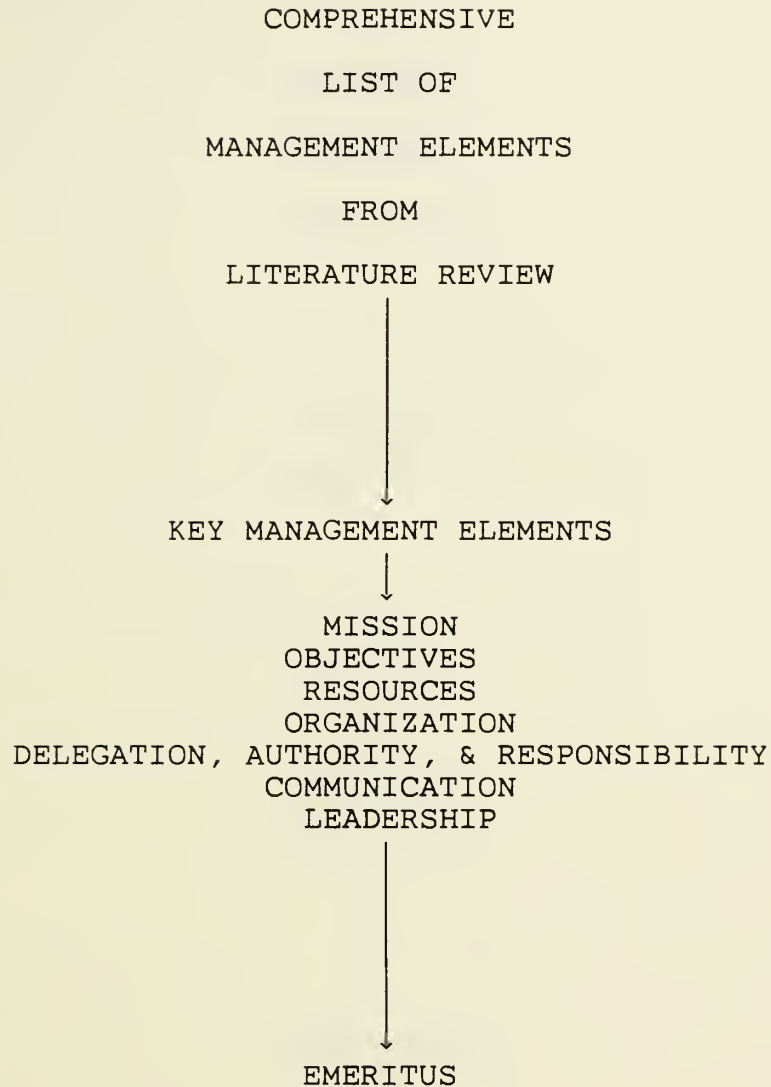 COMPREHENSIVE
LIST OF
MANAGEMENT ELEMENTS
FROM
LITERATURE REVIEW
KEY MANAGEMENT ELEMENTS
MISSION
OBJECTIVES
RESOURCES
ORGANIZATION
DELEGATION, AUTHORITY, & RESPONSIBILITY
COMMUNICATION
LEADERSHIP
EMERITUS